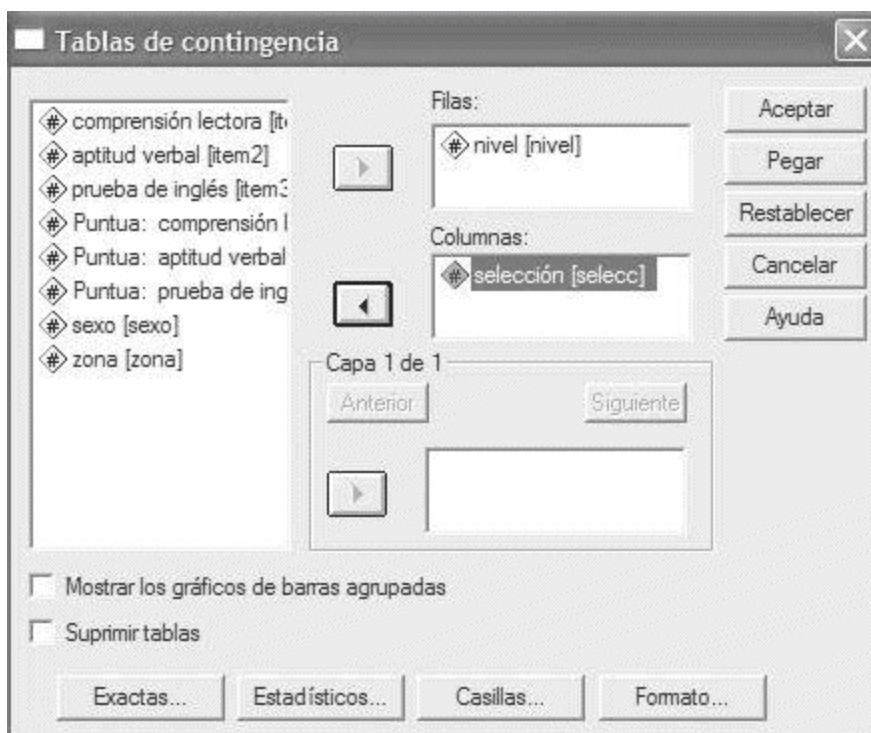 Tablas de contingencia
comprensión lectora [ite
aptitud verbal [item2]
prueba de inglés [item3
Puntua: comprensión l
Puntua: aptitud verbal
Puntua: prueba de ing
sexo [sexo]
zona [zona]
Filas:
nivel [nivel]
Columnas:
selección [selecc]
Capa 1 de 1
Anterior
Siguiente
Aceptar
Pegar
Restablecer
Cancelar
Ayuda
Mostrar los gráficos de barras agrupadas
Suprimir tablas
Exactas...
Estadísticos...
Casillas...
Formato...